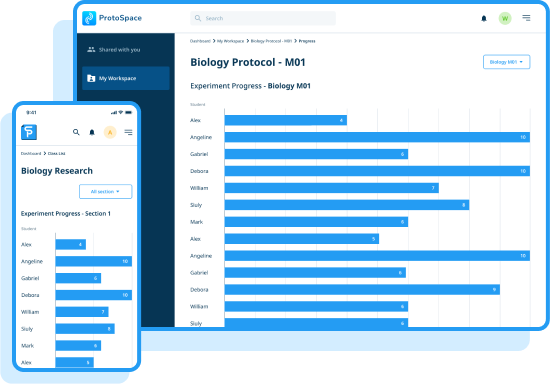 ProtoSpace
Search
W
Shared with you
My Workspace
Dashboard > My Workspace > Biology Protocol - M01 > Progress
Biology Protocol - M01
Biology M01
Experiment Progress - Biology M01
Student
Alex 4
Angeline 10
Gabriel 6
Debora 10
William 7
Siuly 8
Mark 6
Alex 5
Angeline 10
Gabriel
Debora 9
William 6
Siuly 6
9:41
A
Dashboard > Class List
Biology Research
All section
Experiment Progress - Section 1
Student
Alex 4
Angeline 10
Gabriel 6
Debora 10
William 7
Siuly 8
Mark 6
Alex 5